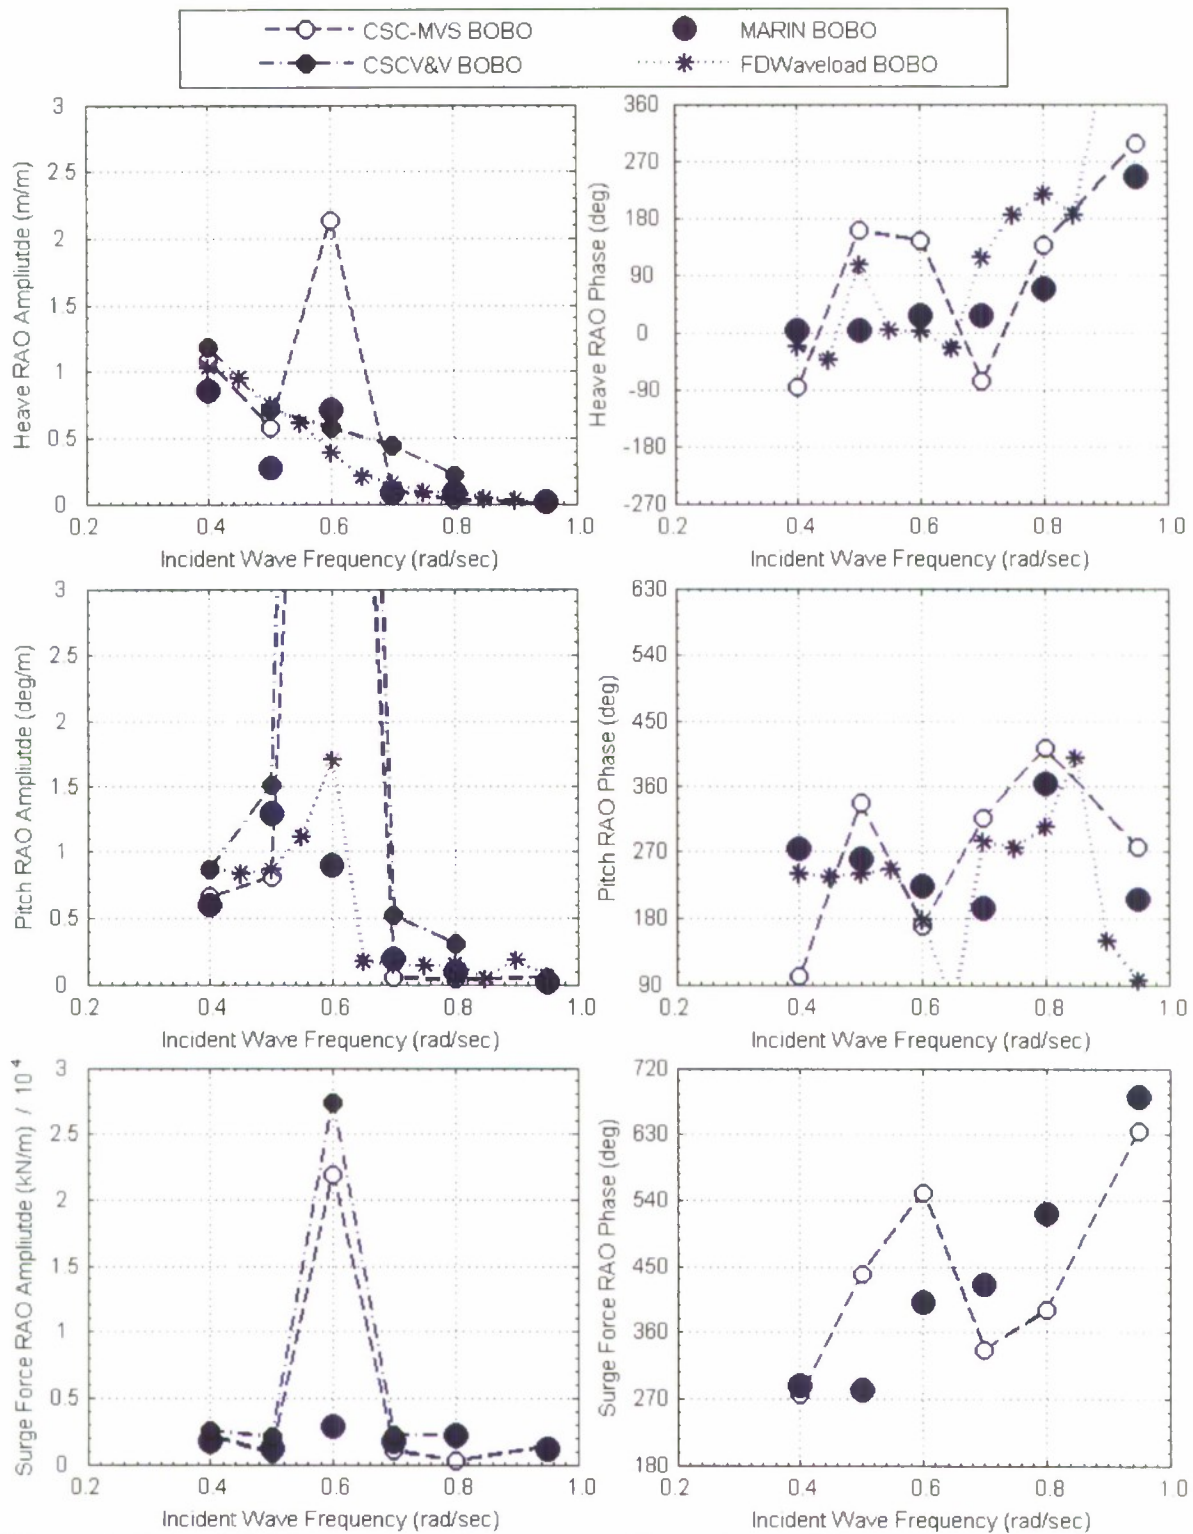 CSC-MVS BOBO
MARIN BOBO
CSCV&V BOBO
FDWaveload BOBO
3
2.5
2
1.5
1
0.5
0
Heave RAO Ampliutde (m/m)
0.2 0.4 0.6 0.8 1.0
Incident Wave Frequency (rad/sec)
360
270
180
90
0
-90
-180
-270
Heave RAO Phase (deg)
0.2 0.4 0.6 0.8 1.0
Incident Wave Frequency (rad/sec)
3
2.5
2
1.5
1
0.5
0
Pitch RAO Ampliutde (deg/m)
0.2 0.4 0.6 0.8 1.0
Incident Wave Frequency (rad/sec)
630
540
450
360
270
180
90
Pitch RAO Phase (deg)
0.2 0.4 0.6 0.8 1.0
Incident Wave Frequency (rad/sec)
3
2.5
2
1.5
1
0.5
0
Surge Force RAO Ampliutde (kN/m) / 10⁴
0.2 0.4 0.6 0.8 1.0
Incident Wave Frequency (rad/sec)
720
630
540
450
360
270
180
Surge Force RAO Phase (deg)
0.2 0.4 0.6 0.8 1.0
Incident Wave Frequency (rad/sec)